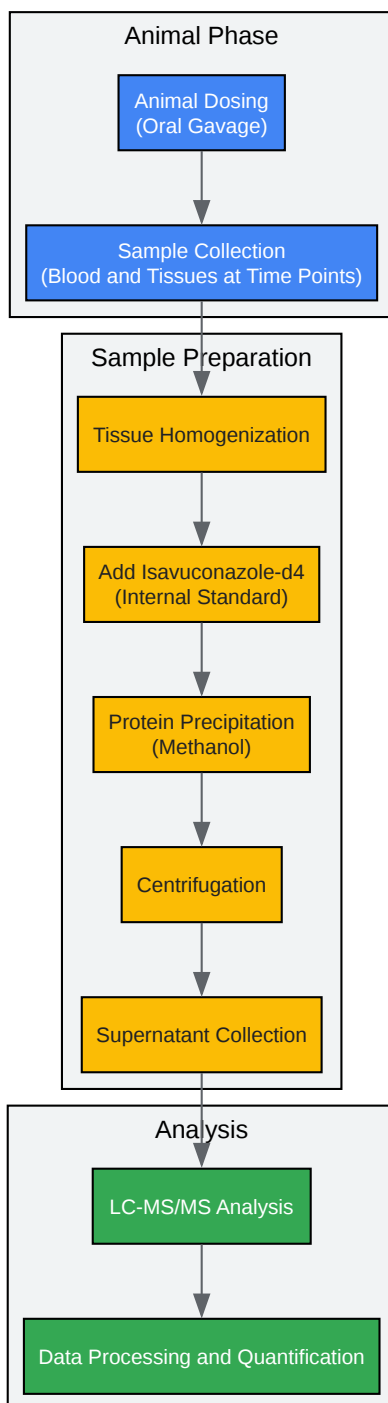 Animal Phase
Animal Dosing
(Oral Gavage)
Sample Collection
(Blood and Tissues at Time Points)
Sample Preparation
Tissue Homogenization
Add Isavuconazole-d4
(Internal Standard)
Protein Precipitation
(Methanol)
Centrifugation
Supernatant Collection
Analysis
LC-MS/MS Analysis
Data Processing and Quantification